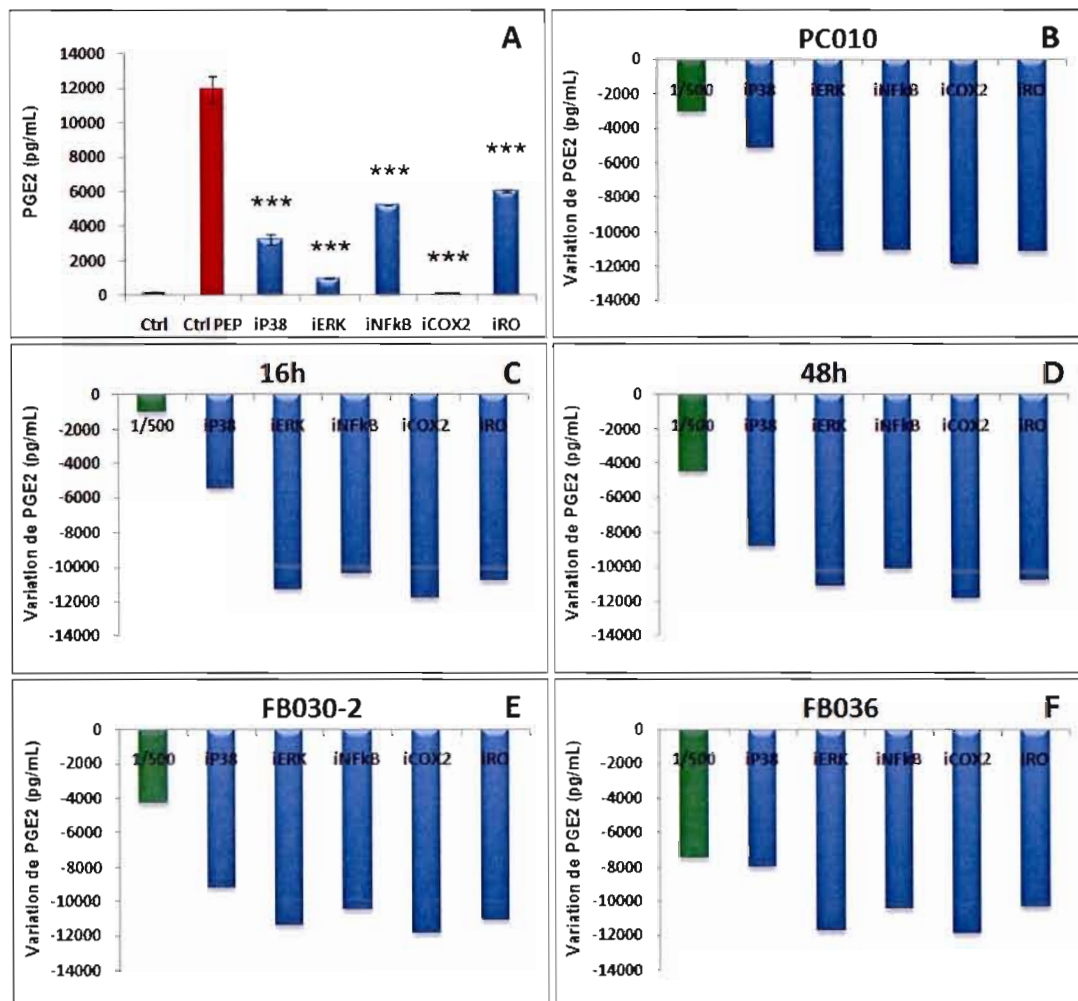 A
PGE2 (pg/mL)
14000
12000
10000
8000
6000
4000
2000
0
***
***
***
***
***
Ctrl Ctrl PEP iP38 iERK iNFkB iCOX2 iRO
PC010
B
Variation de PGE2 (pg/mL)
0
-2000
-4000
-6000
-8000
-10000
-12000
-14000
1/500 iP38 iERK iNFkB iCOX2 iRO
16h
C
Variation de PGE2 (pg/mL)
0
-2000
-4000
-6000
-8000
-10000
-12000
-14000
1/500 iP38 iERK iNFkB iCOX2 iRO
48h
D
Variation de PGE2 (pg/mL)
0
-2000
-4000
-6000
-8000
-10000
-12000
-14000
1/500 iP38 iERK iNFkB iCOX2 iRO
FB030-2
E
Variation de PGE2 (pg/mL)
0
-2000
-4000
-6000
-8000
-10000
-12000
-14000
1/500 iP38 iERK iNFkB iCOX2 iRO
FB036
F
Variation de PGE2 (pg/mL)
0
-2000
-4000
-6000
-8000
-10000
-12000
-14000
1/500 iP38 iERK iNFkB iCOX2 iRO